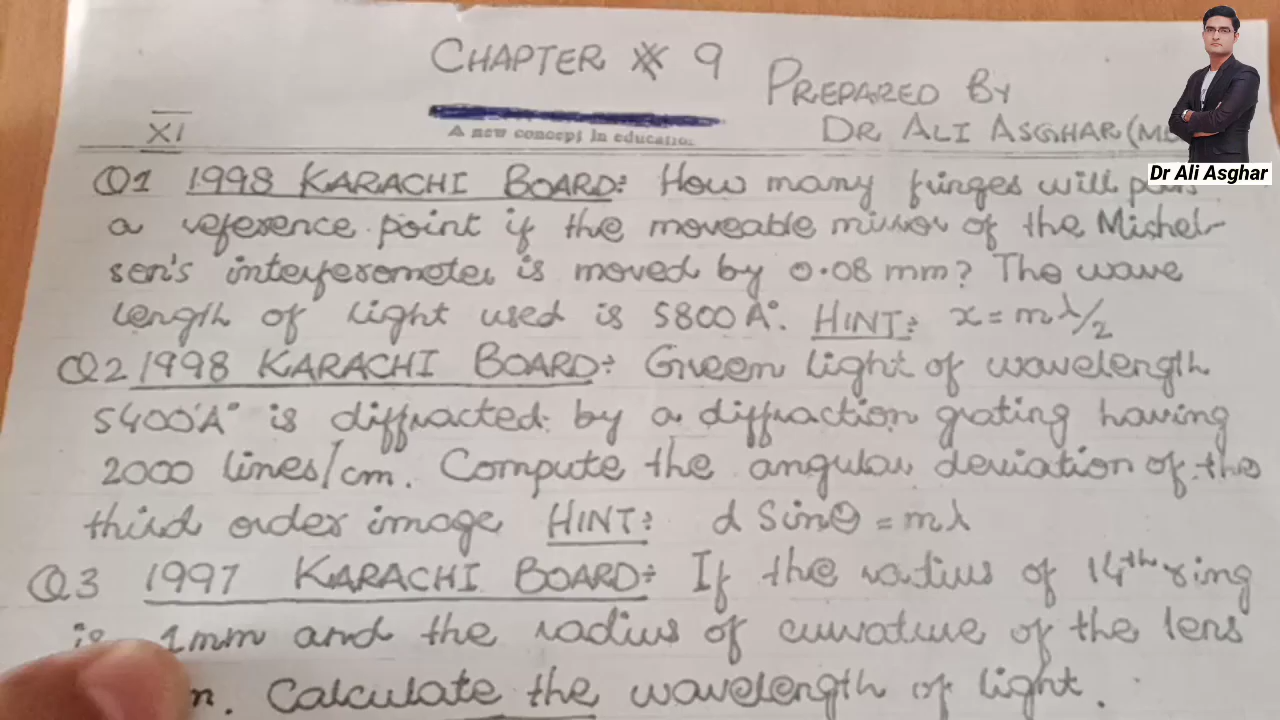 CHAPTER # 9
PREPARED BY
DR ALI ASGHAR
XI
A new concept in education
Dr Ali Asghar
Q1 1998 KARACHI BOARD: How many fringes will pass
a reference point if the moveable mirror of the Michel-
son's interferometer is moved by 0.08 mm? The wave
length of light used is 5800 A°. HINT: x = mλ/2
Q2 1998 KARACHI BOARD: Green light of wavelength
5400 A° is diffracted by a diffraction grating having
2000 lines/cm. Compute the angular deviation of the
third order image HINT: d Sinθ = mλ
Q3 1997 KARACHI BOARD: If the radius of 14th ring
is 1mm and the radius of curvature of the lens
Calculate the wavelength of light.